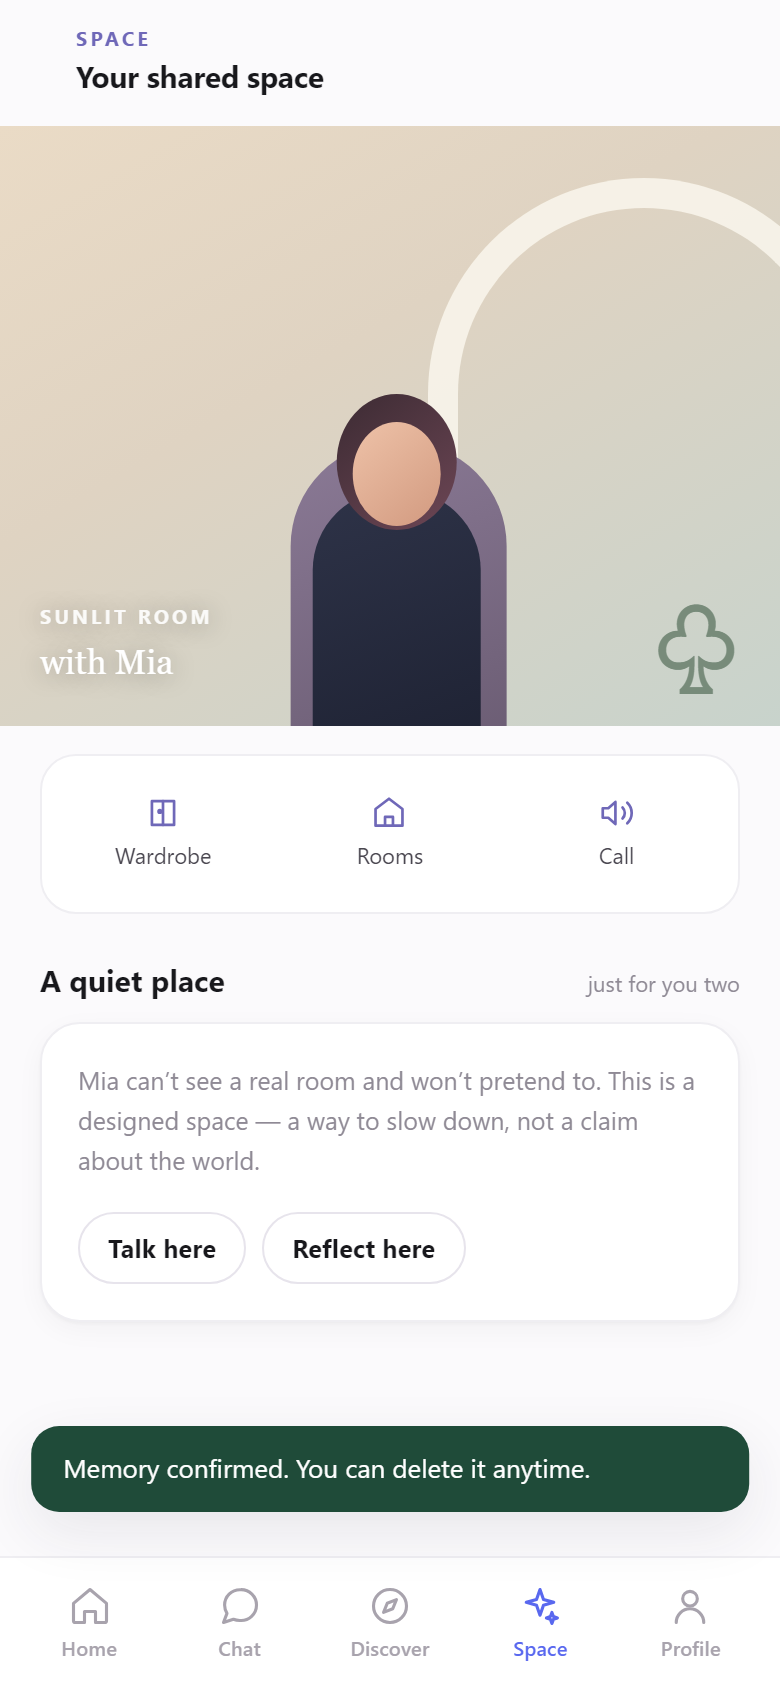 SPACE
Your shared space
SUNLIT ROOM
with Mia
Wardrobe
Rooms
Call
A quiet place
just for you two
Mia can’t see a real room and won’t pretend to. This is a
designed space — a way to slow down, not a claim
about the world.
Talk here
Reflect here
Memory confirmed. You can delete it anytime.
Home
Chat
Discover
Space
Profile